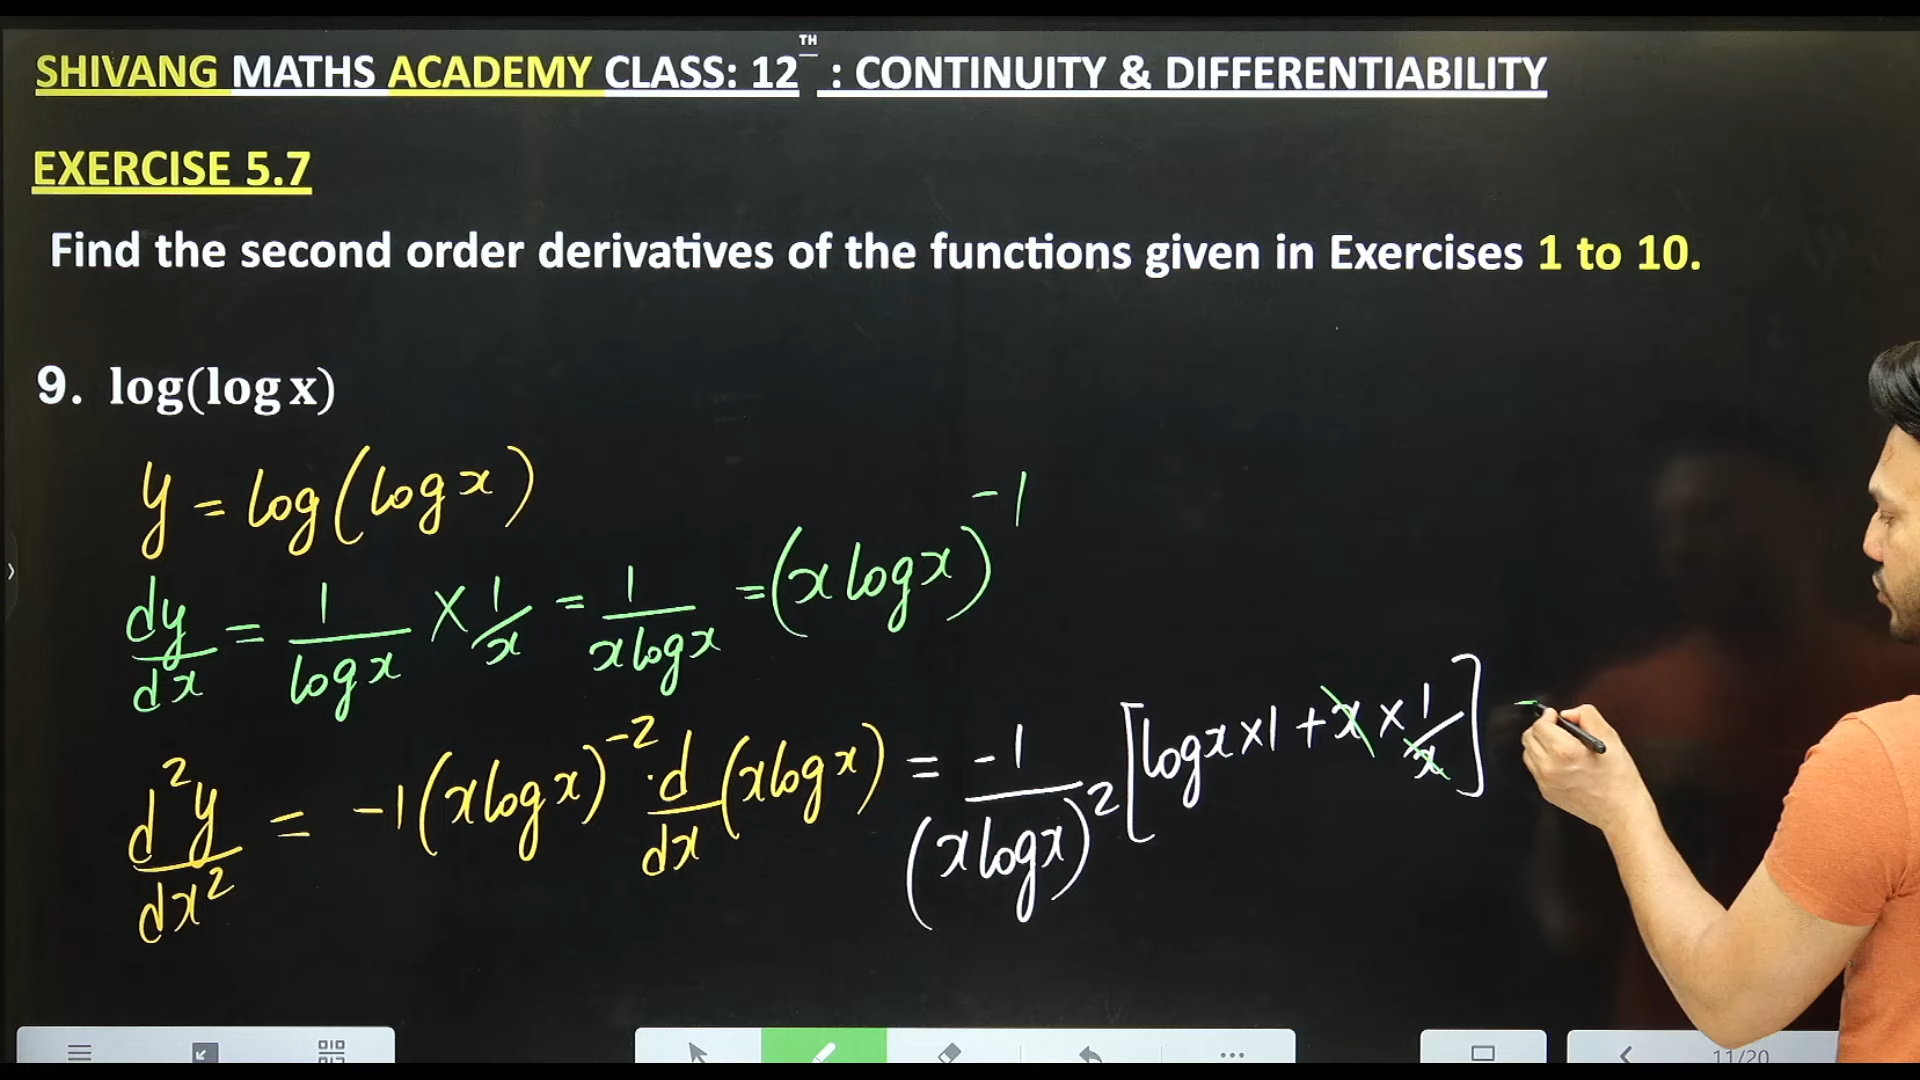 SHIVANG MATHS ACADEMY CLASS: 12TH : CONTINUITY & DIFFERENTIABILITY
EXERCISE 5.7
Find the second order derivatives of the functions given in Exercises 1 to 10.
9. log(log x)
y = log(log x)
dy/dx = 1/(log x) × 1/x = 1/(x log x) = (x log x)^-1
d²y/dx² = -1(x log x)^-2 · d/dx (x log x) = -1/(x log x)² [log x × 1 + x × 1/x]
11/20